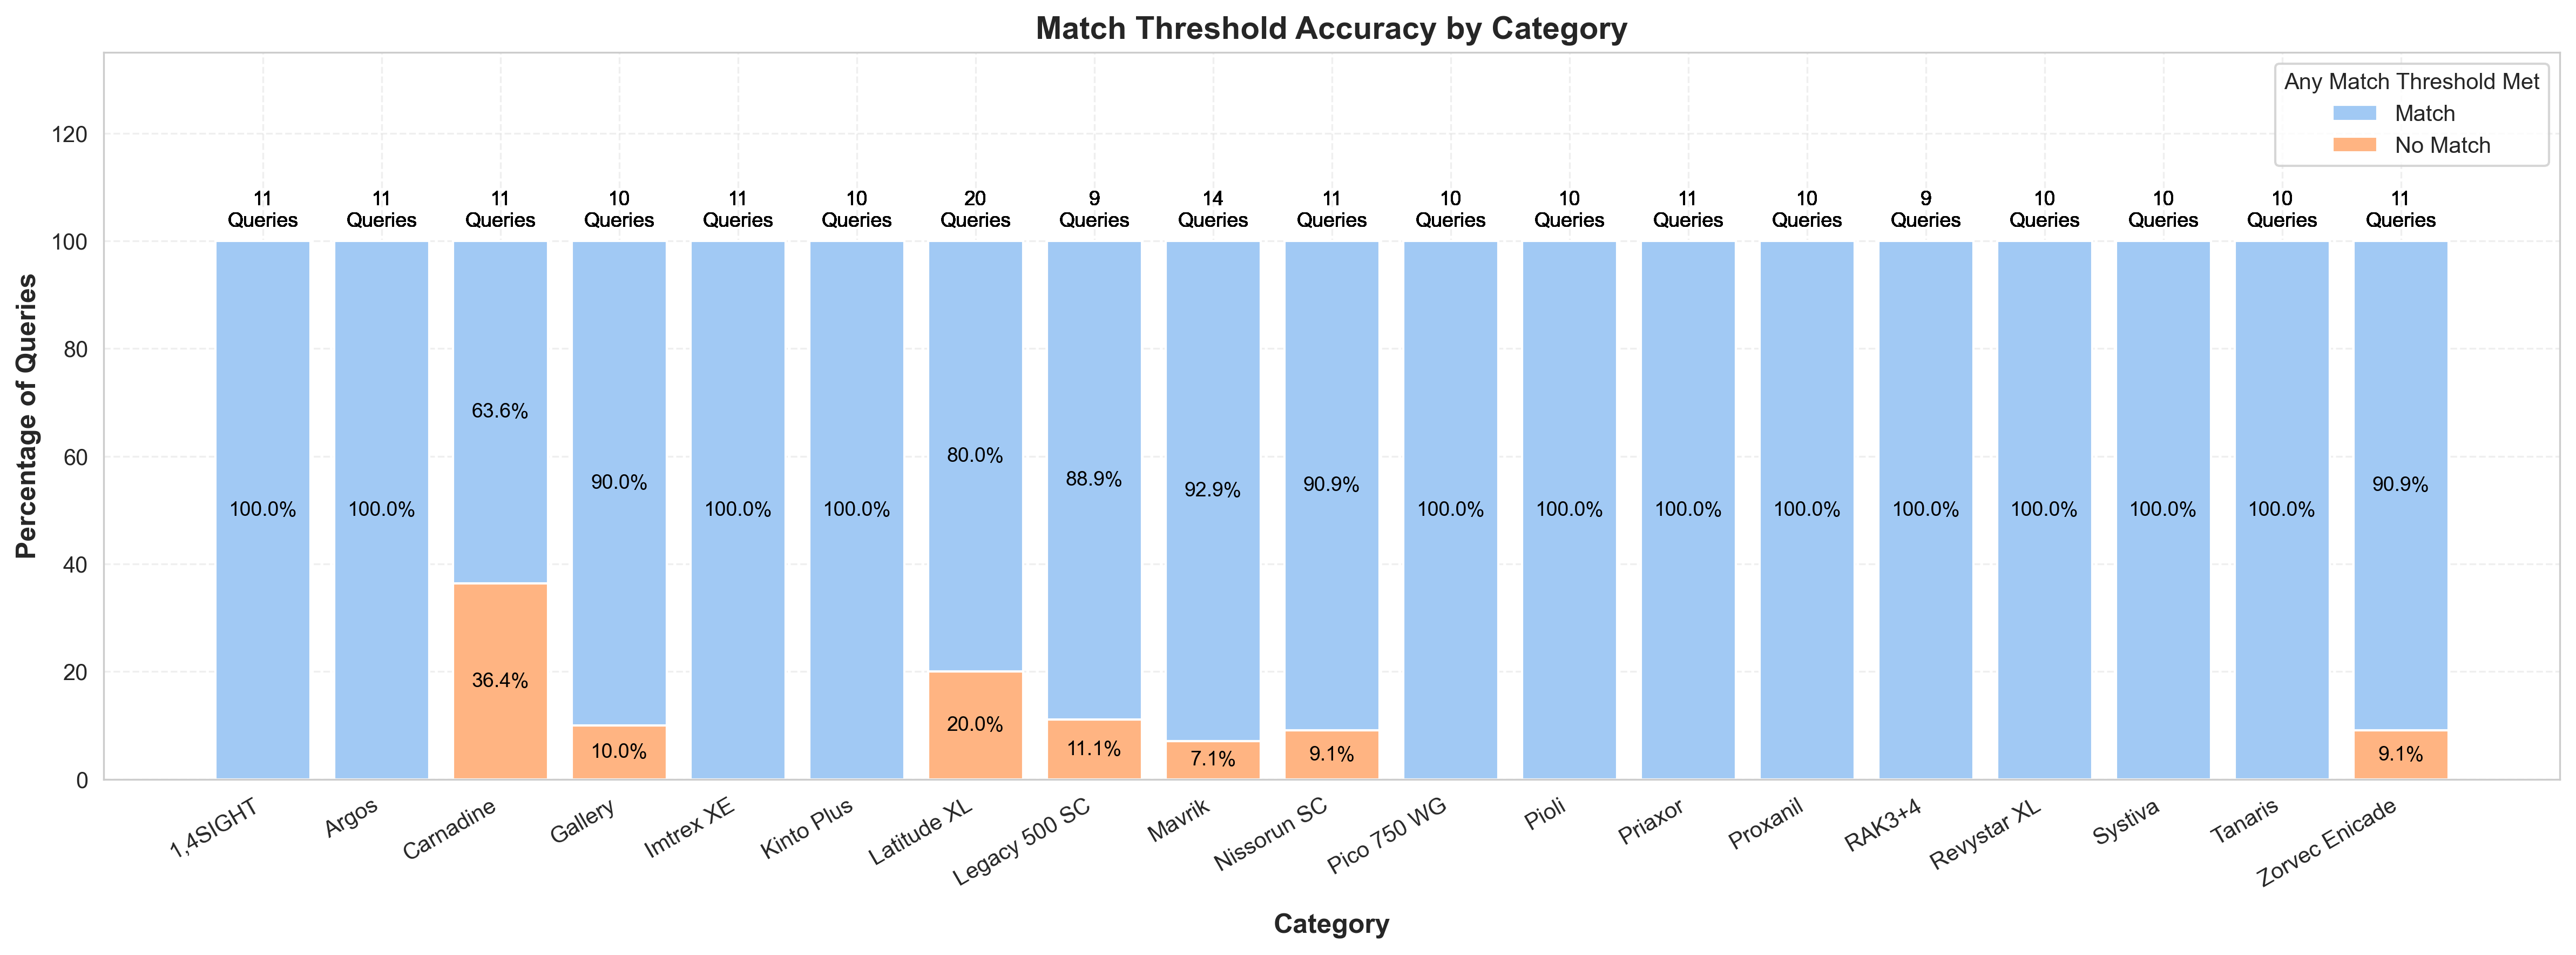 Match Threshold Accuracy by Category
Any Match Threshold Met
Match
No Match
Percentage of Queries
120
100
80
60
40
20
0
11
Queries
11
Queries
11
Queries
10
Queries
11
Queries
10
Queries
20
Queries
9
Queries
14
Queries
11
Queries
10
Queries
10
Queries
11
Queries
10
Queries
9
Queries
10
Queries
10
Queries
10
Queries
11
Queries
100.0%
100.0%
63.6%
36.4%
90.0%
10.0%
100.0%
100.0%
80.0%
20.0%
88.9%
11.1%
92.9%
7.1%
90.9%
9.1%
100.0%
100.0%
100.0%
100.0%
100.0%
100.0%
100.0%
100.0%
90.9%
9.1%
1,4SIGHT
Argos
Carnadine
Gallery
Imtrex XE
Kinto Plus
Latitude XL
Legacy 500 SC
Mavrik
Nissorun SC
Pico 750 WG
Pioli
Priaxor
Proxanil
RAK3+4
Revystar XL
Systiva
Tanaris
Zorvec Enicade
Category